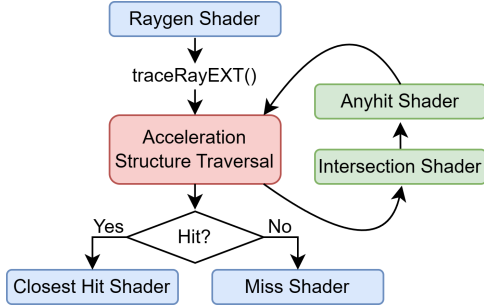 Raygen Shader
traceRayEXT()
Anyhit Shader
Acceleration
Structure Traversal
Intersection Shader
Yes
Hit?
No
Closest Hit Shader
Miss Shader